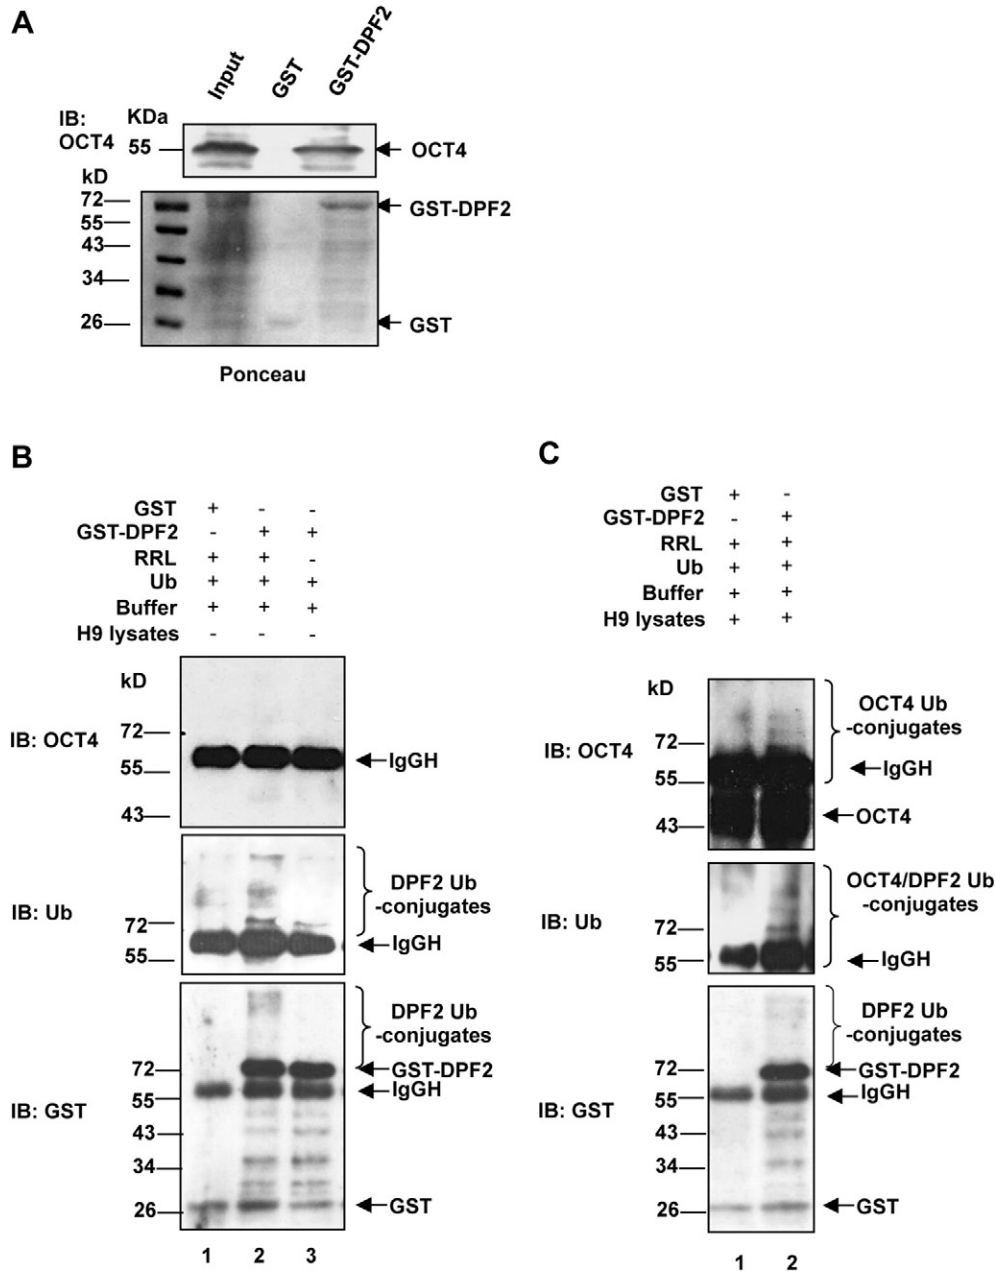 A
Input
GST
GST-DPF2
IB:
OCT4
KDa
55
OCT4
kD
72
55
43
34
26
GST-DPF2
GST
Ponceau
B
GST + - -
GST-DPF2 - + +
RRL + + -
Ub + + +
Buffer + + +
H9 lysates - - -
kD
IB: OCT4
72
55
43
IgGH
IB: Ub
72
55
DPF2 Ub
-conjugates
IgGH
IB: GST
72
55
43
34
26
DPF2 Ub
-conjugates
GST-DPF2
IgGH
GST
1 2 3
C
GST + -
GST-DPF2 - +
RRL + +
Ub + +
Buffer + +
H9 lysates + +
kD
IB: OCT4
72
55
43
OCT4 Ub
-conjugates
IgGH
OCT4
IB: Ub
72
55
OCT4/DPF2 Ub
-conjugates
IgGH
IB: GST
72
55
43
34
26
DPF2 Ub
-conjugates
GST-DPF2
IgGH
GST
1 2